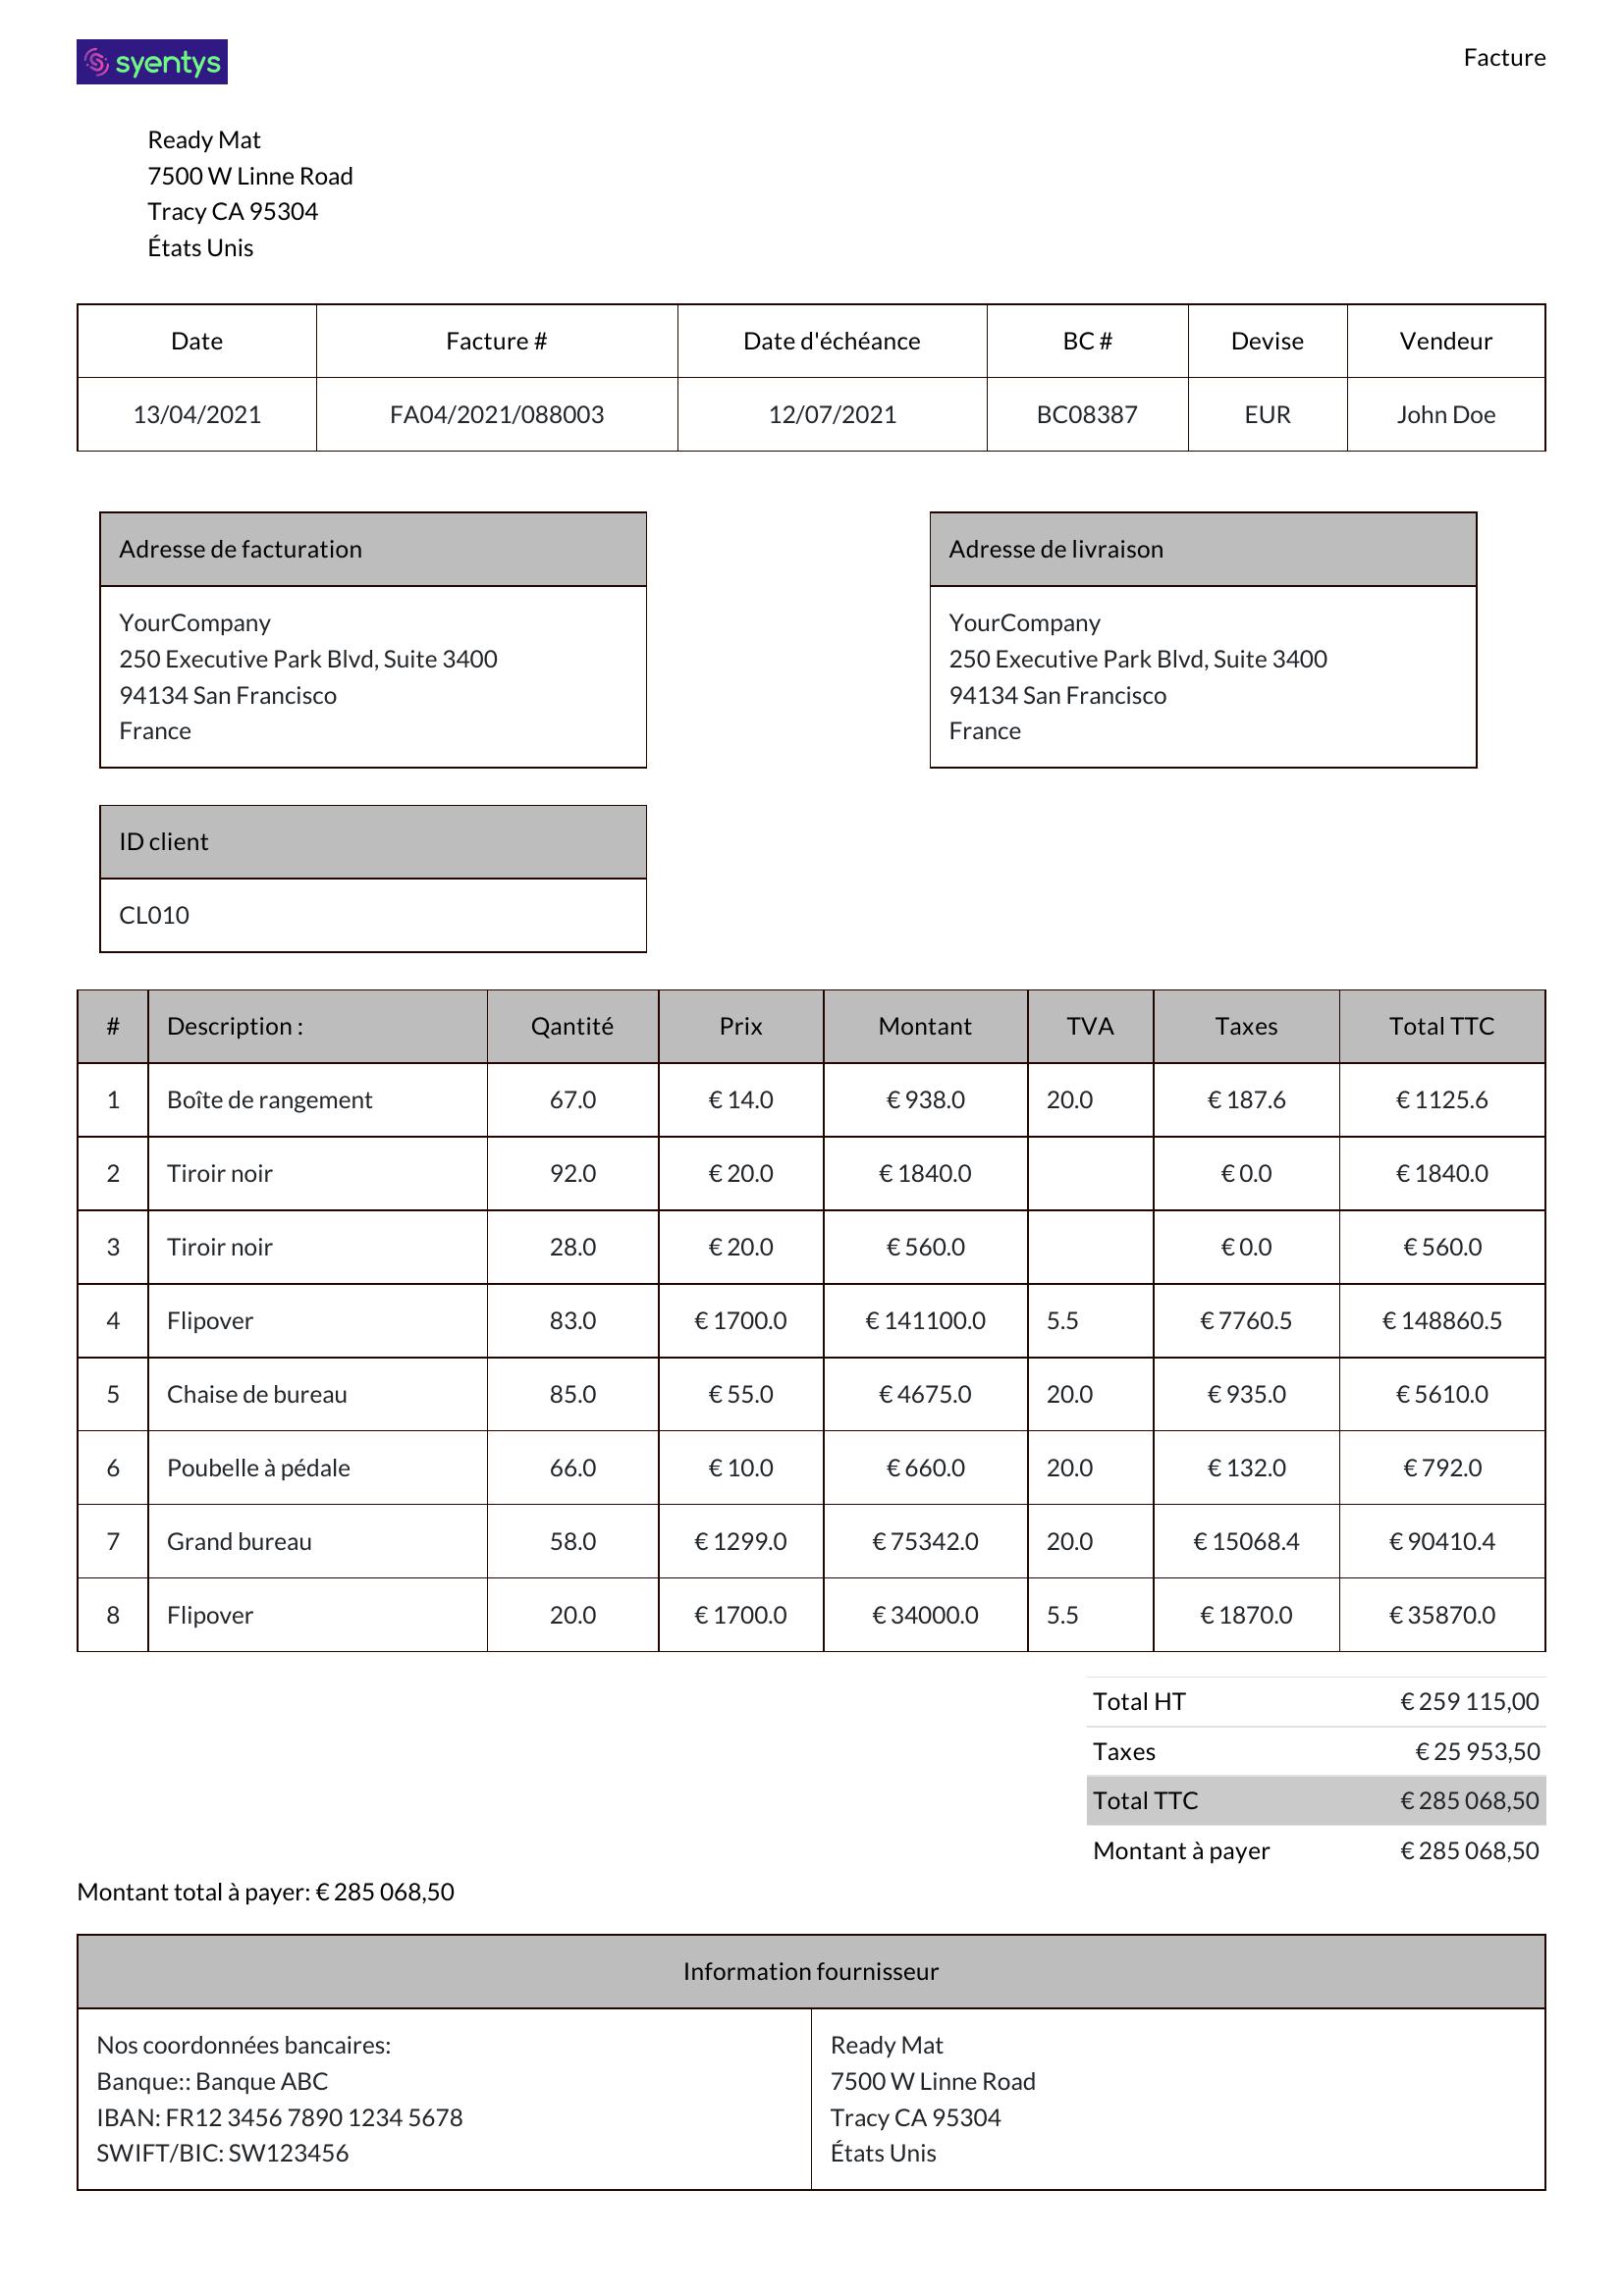 syentys
Facture
Ready Mat
7500 W Linne Road
Tracy CA 95304
États Unis
Date Facture # Date d'échéance BC # Devise Vendeur
13/04/2021 FA04/2021/088003 12/07/2021 BC08387 EUR John Doe
Adresse de facturation
YourCompany
250 Executive Park Blvd, Suite 3400
94134 San Francisco
France
Adresse de livraison
YourCompany
250 Executive Park Blvd, Suite 3400
94134 San Francisco
France
ID client
CL010
# Description : Qantité Prix Montant TVA Taxes Total TTC
1 Boîte de rangement 67.0 € 14.0 € 938.0 20.0 € 187.6 € 1125.6
2 Tiroir noir 92.0 € 20.0 € 1840.0 € 0.0 € 1840.0
3 Tiroir noir 28.0 € 20.0 € 560.0 € 0.0 € 560.0
4 Flipover 83.0 € 1700.0 € 141100.0 5.5 € 7760.5 € 148860.5
5 Chaise de bureau 85.0 € 55.0 € 4675.0 20.0 € 935.0 € 5610.0
6 Poubelle à pédale 66.0 € 10.0 € 660.0 20.0 € 132.0 € 792.0
7 Grand bureau 58.0 € 1299.0 € 75342.0 20.0 € 15068.4 € 90410.4
8 Flipover 20.0 € 1700.0 € 34000.0 5.5 € 1870.0 € 35870.0
Total HT € 259 115,00
Taxes € 25 953,50
Total TTC € 285 068,50
Montant à payer € 285 068,50
Montant total à payer: € 285 068,50
Information fournisseur
Nos coordonnées bancaires:
Banque:: Banque ABC
IBAN: FR12 3456 7890 1234 5678
SWIFT/BIC: SW123456
Ready Mat
7500 W Linne Road
Tracy CA 95304
États Unis